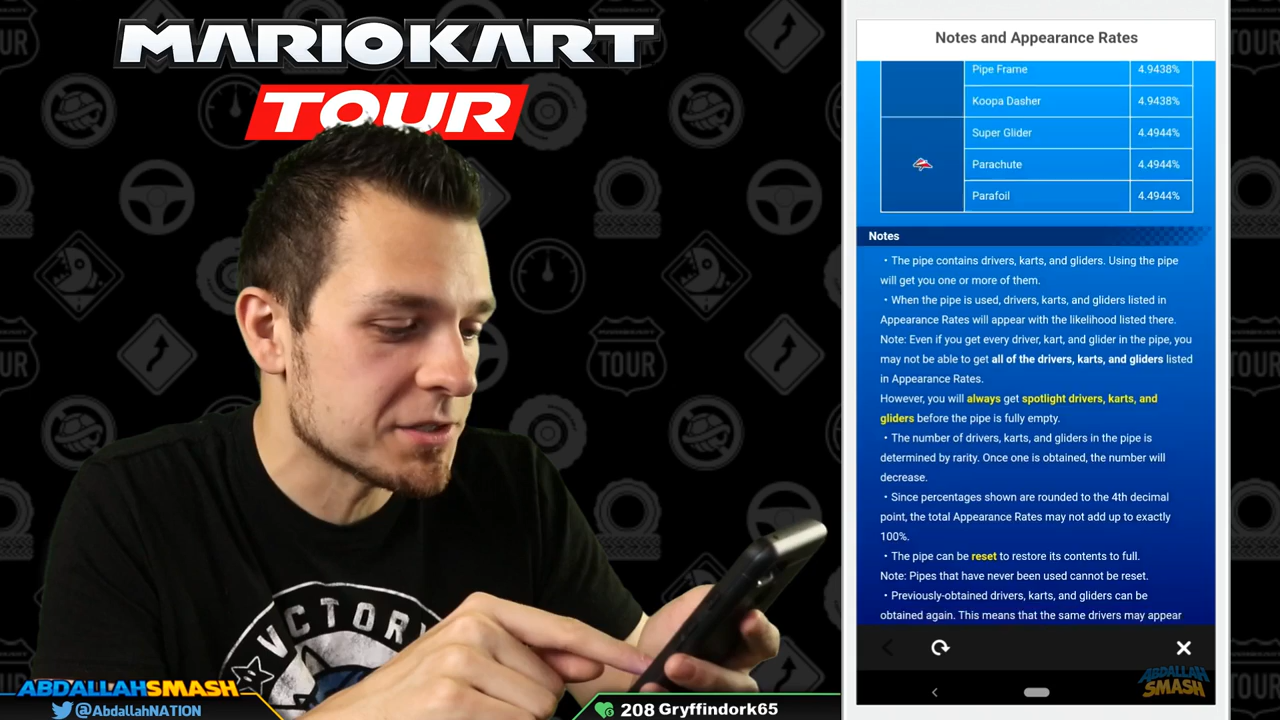 MARIOKART
TOUR
TOUR
TOUR
VICTORY
ABDALLAHSMASH
@AbdallahNATION
208 Gryffindork65
Notes and Appearance Rates
Pipe Frame 4.9438%
Koopa Dasher 4.9438%
Super Glider 4.4944%
Parachute 4.4944%
Parafoil 4.4944%
Notes
・The pipe contains drivers, karts, and gliders. Using the pipe
will get you one or more of them.
・When the pipe is used, drivers, karts, and gliders listed in
Appearance Rates will appear with the likelihood listed there.
Note: Even if you get every driver, kart, and glider in the pipe, you
may not be able to get all of the drivers, karts, and gliders listed
in Appearance Rates.
However, you will always get spotlight drivers, karts, and
gliders before the pipe is fully empty.
・The number of drivers, karts, and gliders in the pipe is
determined by rarity. Once one is obtained, the number will
decrease.
・Since percentages shown are rounded to the 4th decimal
point, the total Appearance Rates may not add up to exactly
100%.
・The pipe can be reset to restore its contents to full.
Note: Pipes that have never been used cannot be reset.
・Previously-obtained drivers, karts, and gliders can be
obtained again. This means that the same drivers may appear
ABDALLAH
SMASH